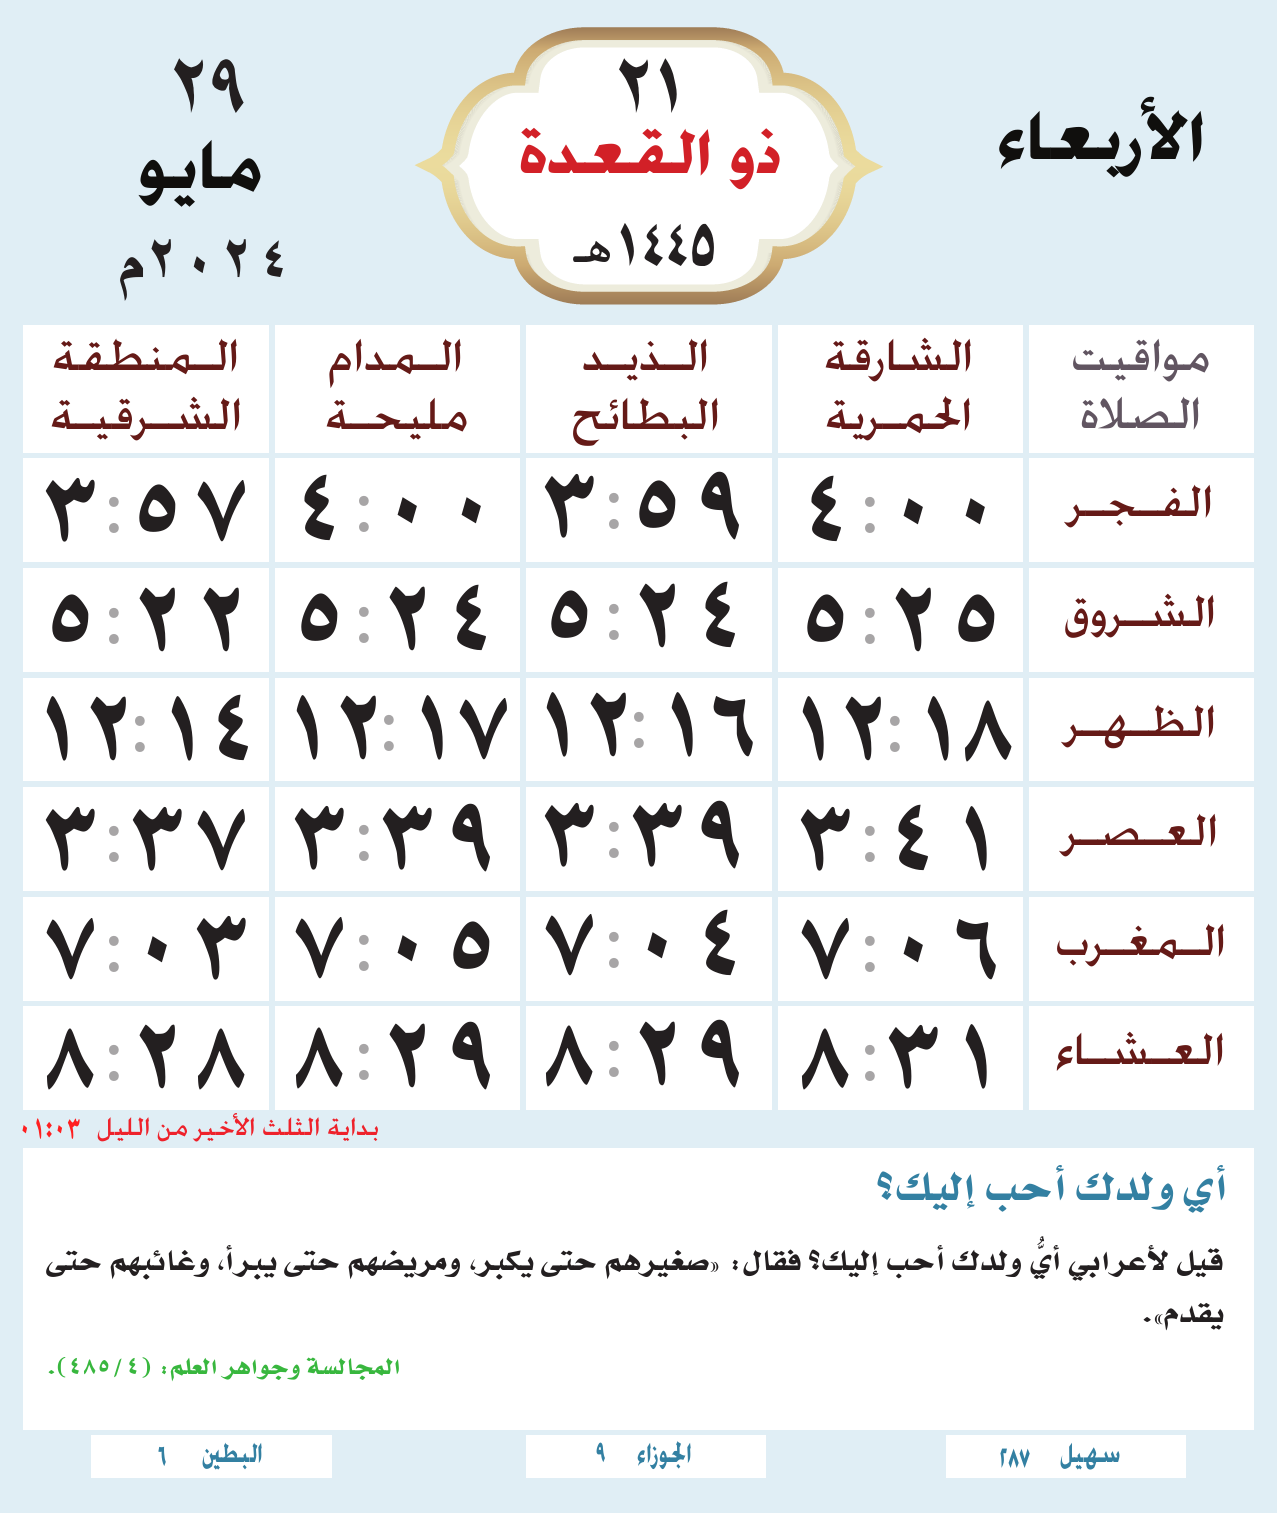 الأربعاء
٢١
ذو القعدة
١٤٤٥هـ
٢٩
مايو
٢٠٢٤م
مواقيت الصلاة الشارقة الحمرية الذيد البطائح المدام مليحة المنطقة الشرقية
الفجر ٤:٠٠ ٣:٥٩ ٤:٠٠ ٣:٥٧
الشروق ٥:٢٥ ٥:٢٤ ٥:٢٤ ٥:٢٢
الظهر ١٢:١٨ ١٢:١٦ ١٢:١٧ ١٢:١٤
العصر ٣:٤١ ٣:٣٩ ٣:٣٩ ٣:٣٧
المغرب ٧:٠٦ ٧:٠٤ ٧:٠٥ ٧:٠٣
العشاء ٨:٣١ ٨:٢٩ ٨:٢٩ ٨:٢٨
بداية الثلث الأخير من الليل ٠١:٠٣
أي ولدك أحب إليك؟
قيل لأعرابي أيُّ ولدك أحب إليك؟ فقال: «صغيرهم حتى يكبر، ومريضهم حتى يبرأ، وغائبهم حتى
يقدم».
المجالسة وجواهر العلم: (٤/٤٨٥).
سهيل ٢٨٧ الجوزاء ٩ البطين ٦